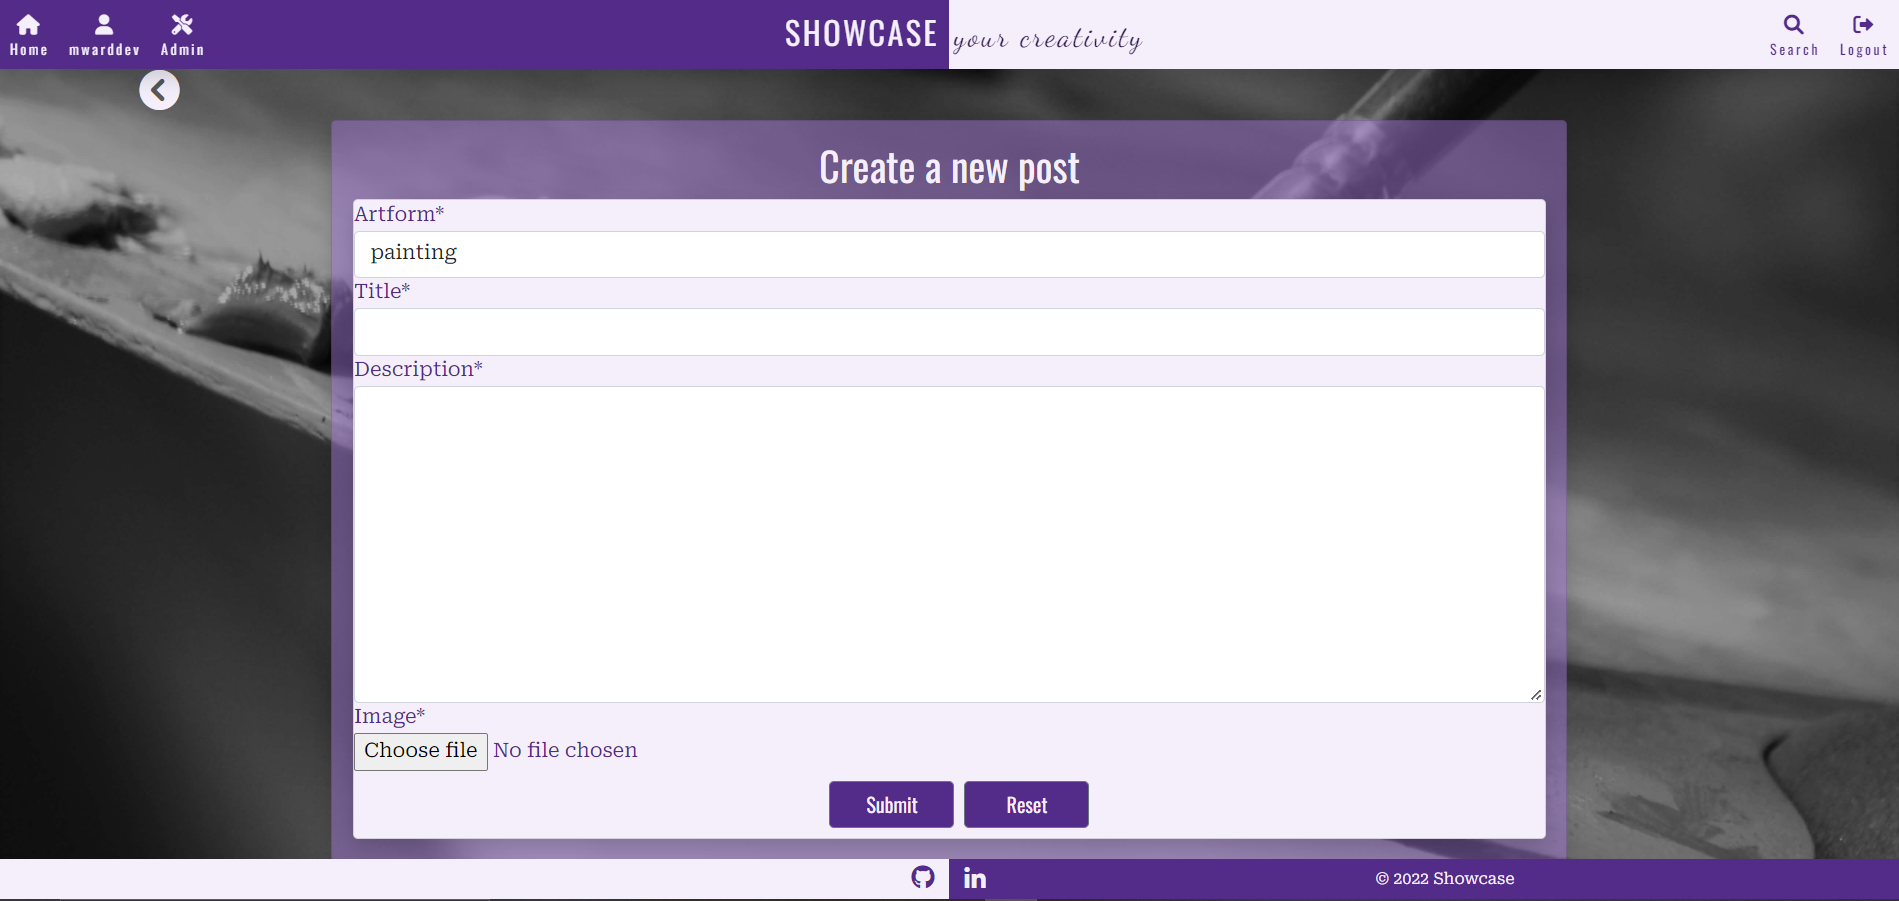 Home mwarddev Admin SHOWCASE your creativity Search Logout
Create a new post
Artform*
painting
Title*
Description*
Image*
Choose file No file chosen
Submit Reset
© 2022 Showcase